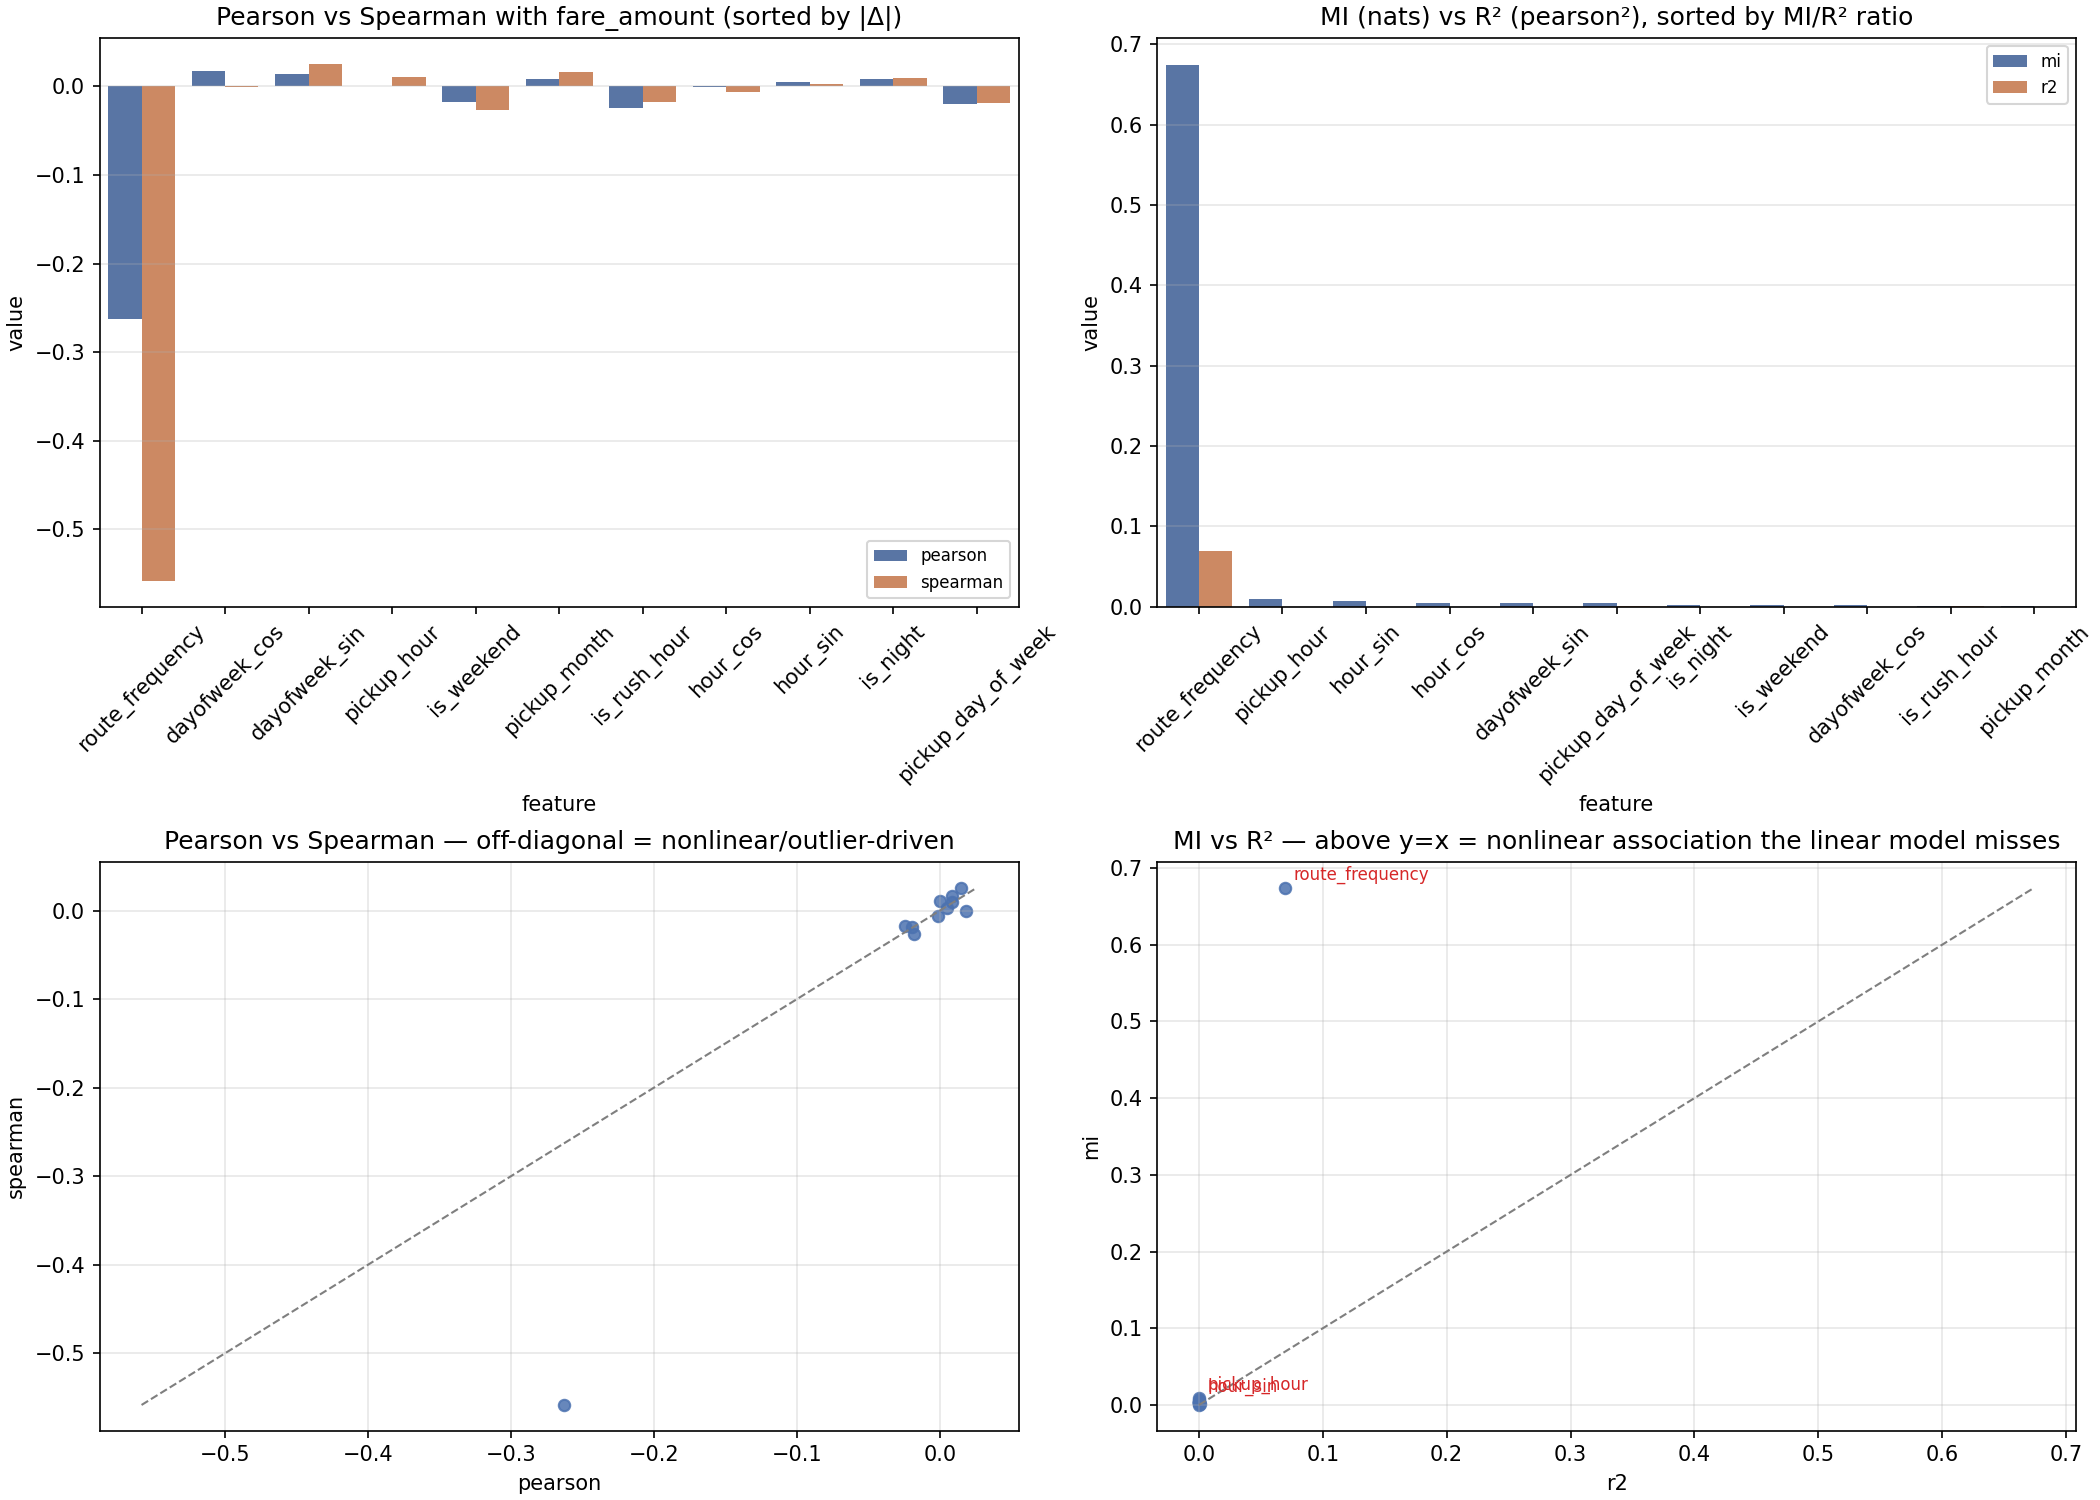 Pearson vs Spearman with fare_amount (sorted by |Δ|)
0.0
−0.1
−0.2
−0.3
−0.4
−0.5
value
pearson
spearman
route_frequency
dayofweek_cos
dayofweek_sin
pickup_hour
is_weekend
pickup_month
is_rush_hour
hour_cos
hour_sin
is_night
pickup_day_of_week
feature
MI (nats) vs R² (pearson²), sorted by MI/R² ratio
0.7
0.6
0.5
0.4
0.3
0.2
0.1
0.0
value
mi
r2
route_frequency
pickup_hour
hour_sin
hour_cos
dayofweek_sin
pickup_day_of_week
is_night
is_weekend
dayofweek_cos
is_rush_hour
pickup_month
feature
Pearson vs Spearman — off-diagonal = nonlinear/outlier-driven
0.0
−0.1
−0.2
−0.3
−0.4
−0.5
spearman
−0.5
−0.4
−0.3
−0.2
−0.1
0.0
pearson
MI vs R² — above y=x = nonlinear association the linear model misses
0.7
0.6
0.5
0.4
0.3
0.2
0.1
0.0
mi
route_frequency
pickup_hour
hour_sin
0.0
0.1
0.2
0.3
0.4
0.5
0.6
0.7
r2